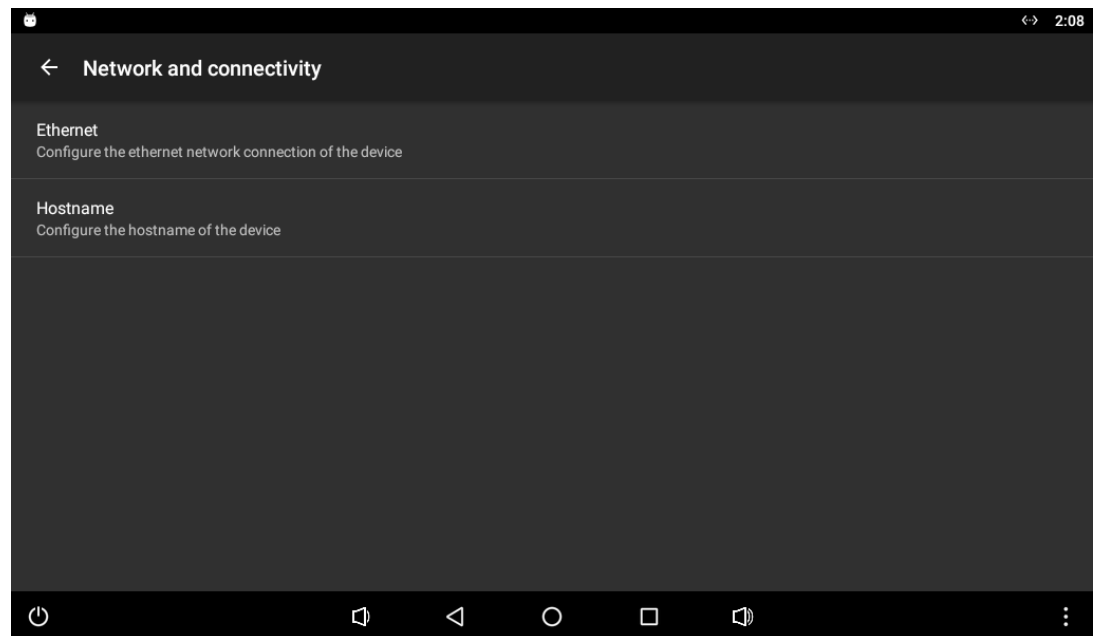 2:08
Network and connectivity
Ethernet
Configure the ethernet network connection of the device
Hostname
Configure the hostname of the device